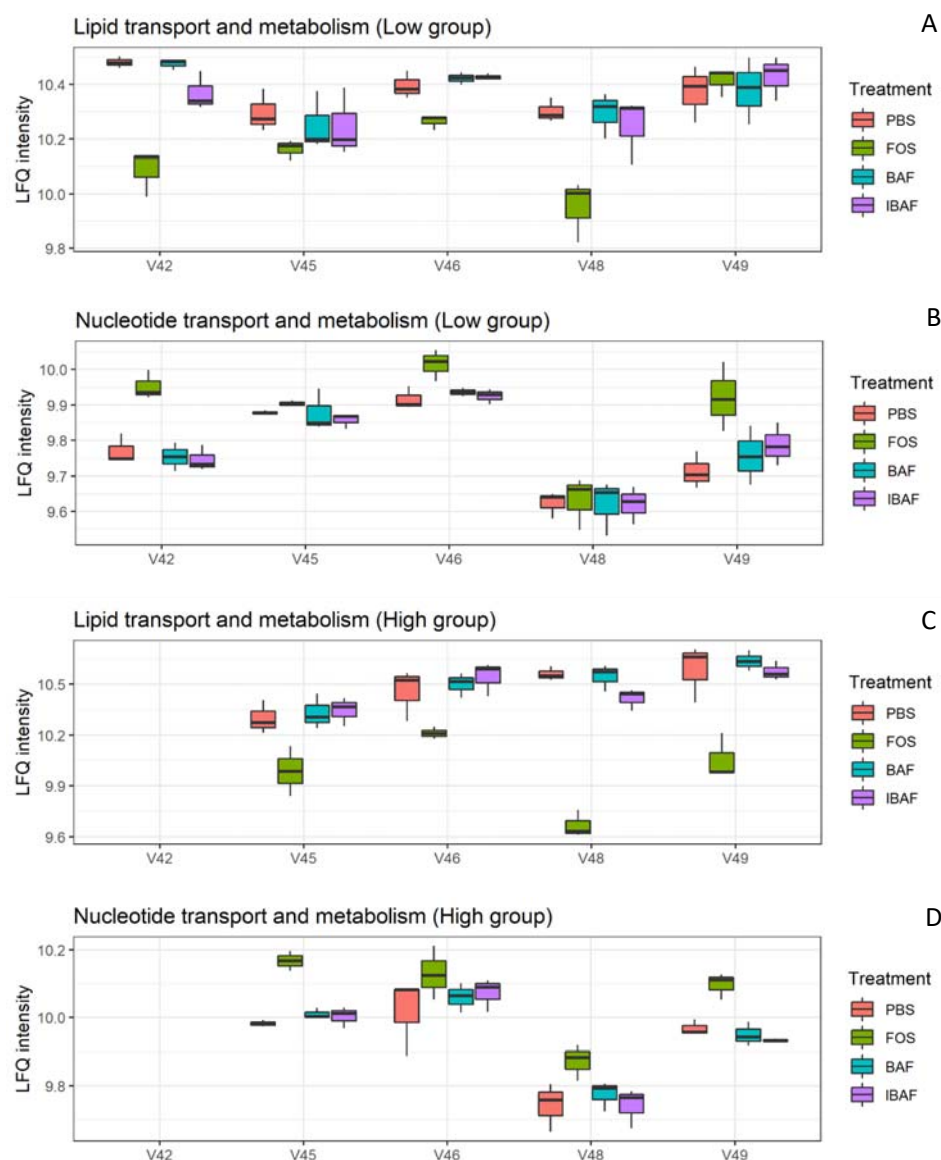 Lipid transport and metabolism (Low group)
A
LFQ intensity
10.4
10.2
10.0
9.8
V42 V45 V46 V48 V49
Treatment
PBS
FOS
BAF
IBAF
Nucleotide transport and metabolism (Low group)
B
LFQ intensity
10.0
9.9
9.8
9.7
9.6
V42 V45 V46 V48 V49
Treatment
PBS
FOS
BAF
IBAF
Lipid transport and metabolism (High group)
C
LFQ intensity
10.5
10.2
9.9
9.6
V42 V45 V46 V48 V49
Treatment
PBS
FOS
BAF
IBAF
Nucleotide transport and metabolism (High group)
D
LFQ intensity
10.2
10.0
9.8
V42 V45 V46 V48 V49
Treatment
PBS
FOS
BAF
IBAF